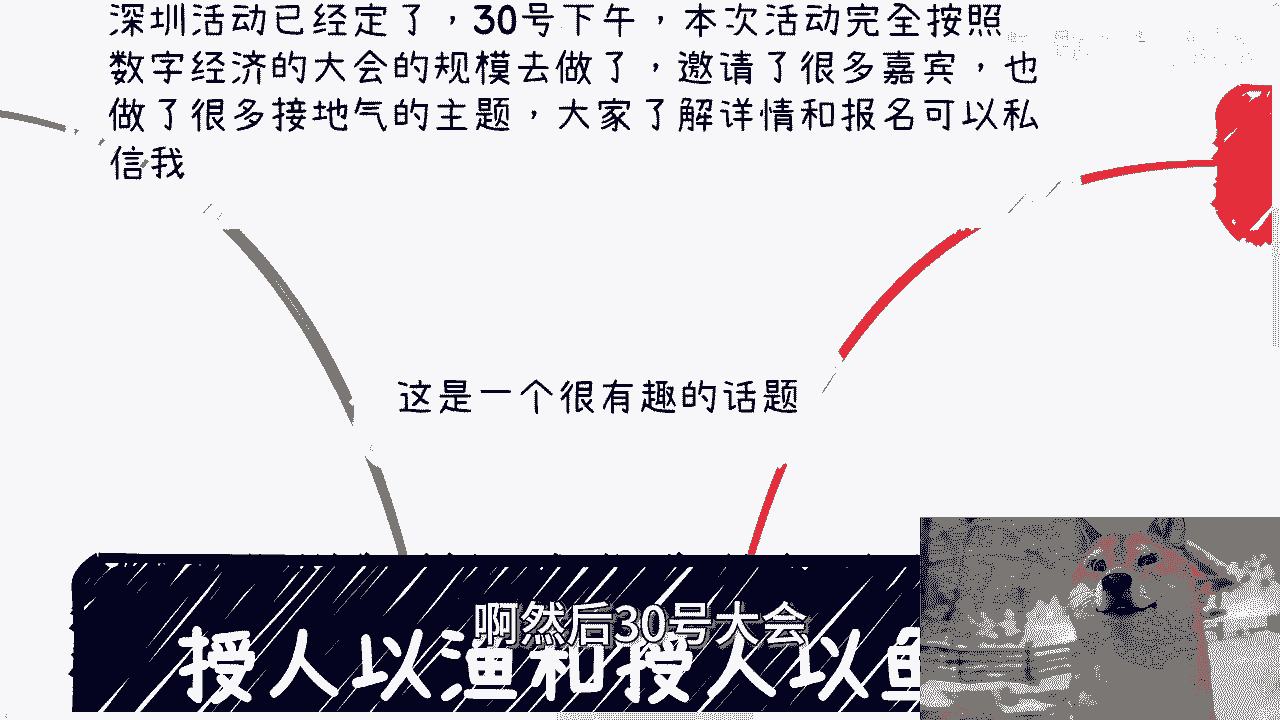 深圳活动已经定了，30号下午，本次活动完全按照
数字经济的大会的规模去做了，邀请了很多嘉宾，也
做了很多接地气的主题，大家了解详情和报名可以私
信我
这是一个很有趣的话题
啊然后30号大会
授人以渔和授人以鱼